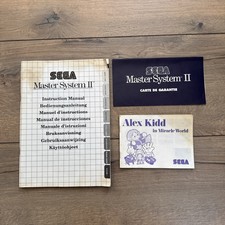 SEGA
Master System II
Instruction Manual
Bedienungsanleitung
Manuel d'instructions
Manual de instrucciones
Manuale d'istruzioni
Bruksanvisning
Gebruiksaanwijzing
Käyttöohjeet
SEGA
Master System II
CARTE DE GARANTIE
Alex Kidd
in Miracle World
SEGA